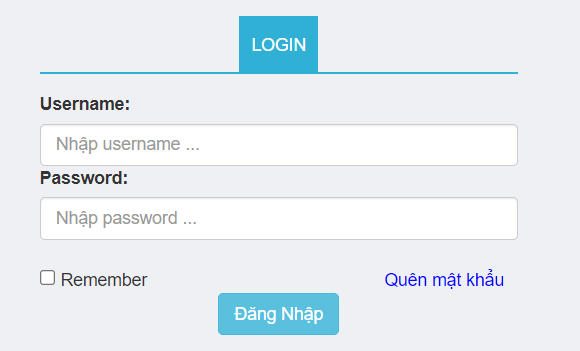 LOGIN
Username:
Nhập username ...
Password:
Nhập password ...
Remember Quên mật khẩu
Đăng Nhập